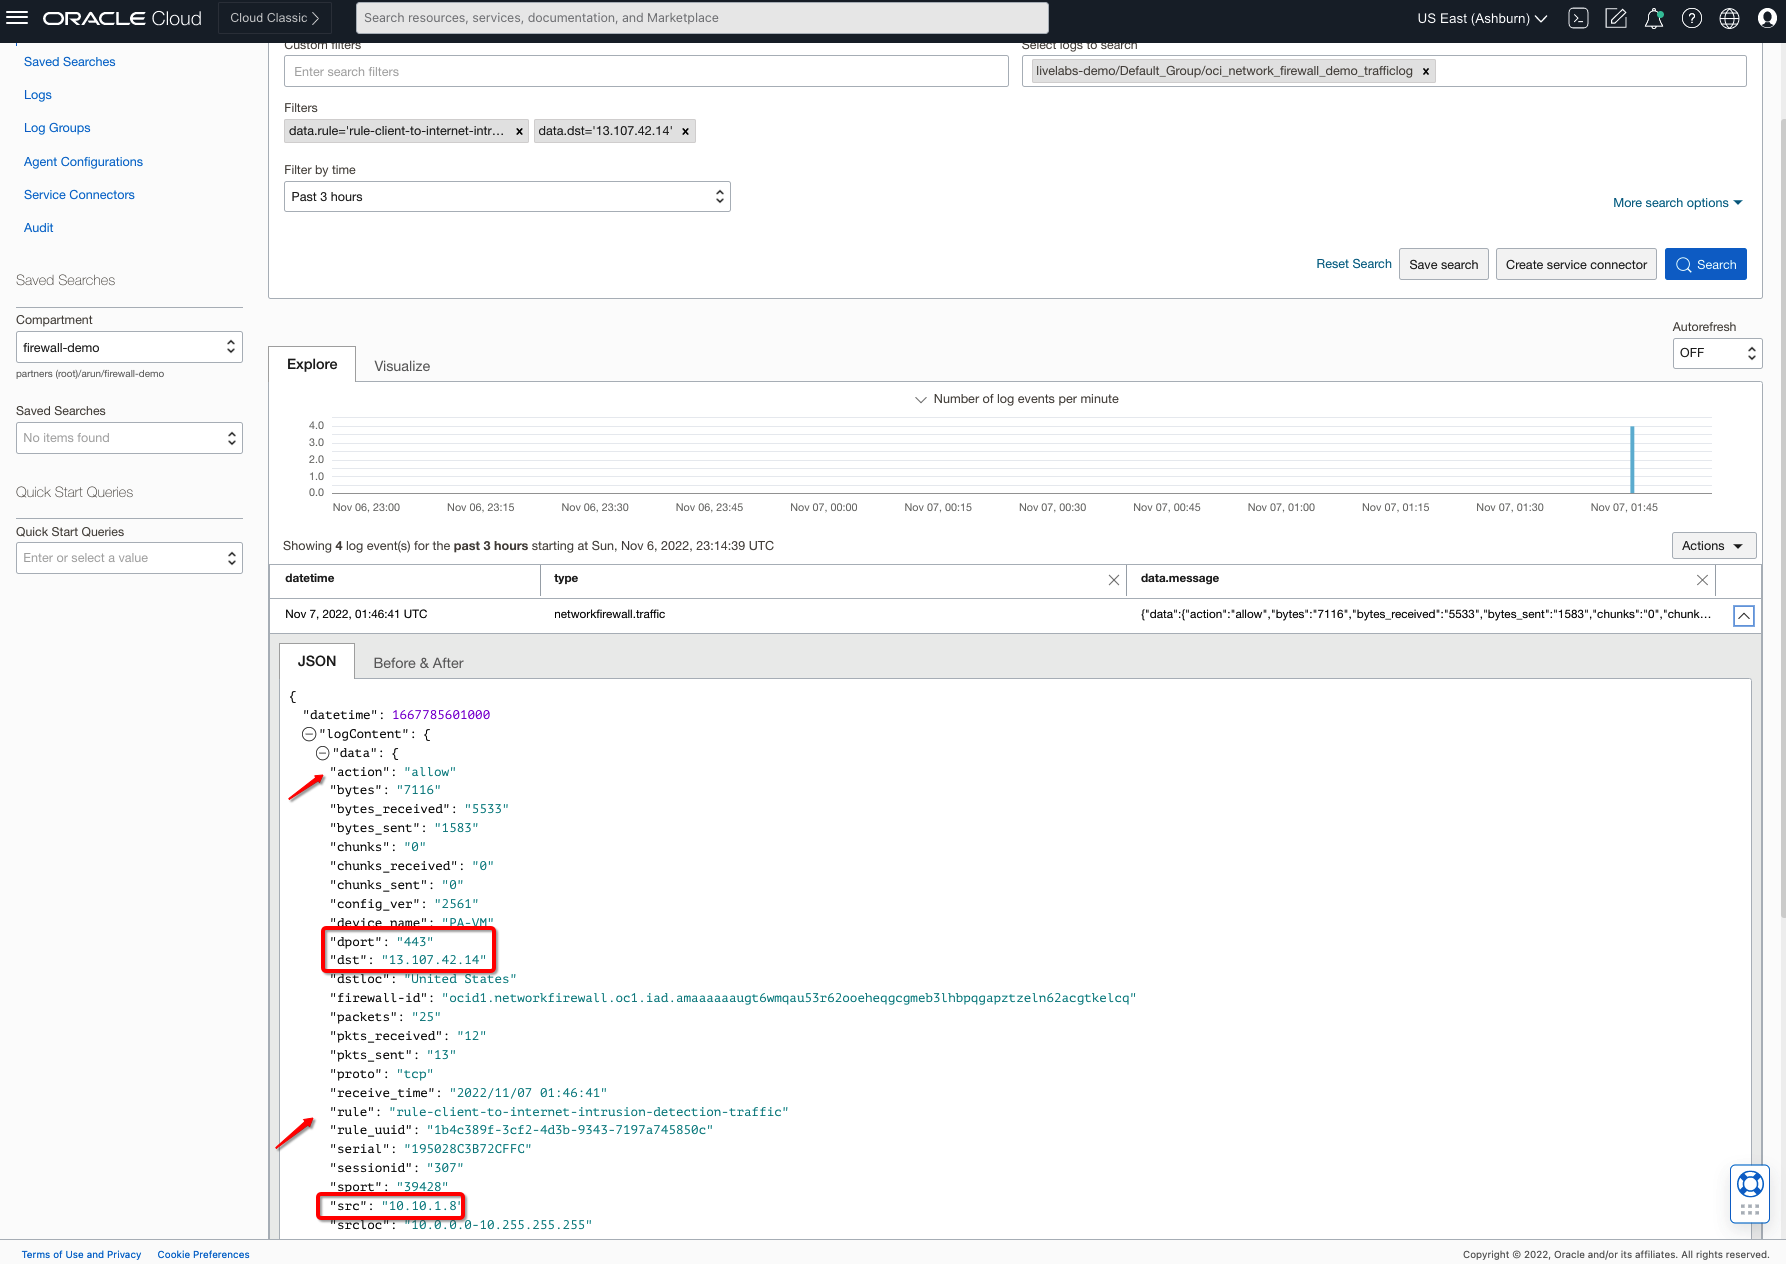 ORACLE Cloud
Cloud Classic
Search resources, services, documentation, and Marketplace
US East (Ashburn)
Saved Searches
Logs
Log Groups
Agent Configurations
Service Connectors
Audit
Saved Searches
Compartment
firewall-demo
partners (root)/arun/firewall-demo
Saved Searches
No items found
Quick Start Queries
Quick Start Queries
Enter or select a value
Custom filters
Enter search filters
Select logs to search
livelabs-demo/Default_Group/oci_network_firewall_demo_trafficlog x
Filters
data.rule='rule-client-to-internet-intr... x data.dst='13.107.42.14' x
Filter by time
Past 3 hours
More search options
Reset Search Save search Create service connector Search
Autorefresh
OFF
Explore Visualize
Number of log events per minute
4.0
3.0
2.0
1.0
0.0
Nov 06, 23:00 Nov 06, 23:15 Nov 06, 23:30 Nov 06, 23:45 Nov 07, 00:00 Nov 07, 00:15 Nov 07, 00:30 Nov 07, 00:45 Nov 07, 01:00 Nov 07, 01:15 Nov 07, 01:30 Nov 07, 01:45
Showing 4 log event(s) for the past 3 hours starting at Sun, Nov 6, 2022, 23:14:39 UTC
Actions
datetime type data.message
Nov 7, 2022, 01:46:41 UTC networkfirewall.traffic {"data":{"action":"allow","bytes":"7116","bytes_received":"5533","bytes_sent":"1583","chunks":"0","chunk...
JSON Before & After
{
"datetime": 1667785601000
"logContent": {
"data": {
"action": "allow"
"bytes": "7116"
"bytes_received": "5533"
"bytes_sent": "1583"
"chunks": "0"
"chunks_received": "0"
"chunks_sent": "0"
"config_ver": "2561"
"device_name": "PA-VM"
"dport": "443"
"dst": "13.107.42.14"
"dstloc": "United States"
"firewall-id": "ocid1.networkfirewall.oc1.iad.amaaaaaaugt6wmqau53r62ooeheqgcgmeb3lhbpqgapztzeln62acgtkelcq"
"packets": "25"
"pkts_received": "12"
"pkts_sent": "13"
"proto": "tcp"
"receive_time": "2022/11/07 01:46:41"
"rule": "rule-client-to-internet-intrusion-detection-traffic"
"rule_uuid": "1b4c389f-3cf2-4d3b-9343-7197a745850c"
"serial": "195028C3B72CFFC"
"sessionid": "307"
"sport": "39428"
"src": "10.10.1.8"
"srcloc": "10.0.0.0-10.255.255.255"
Terms of Use and Privacy Cookie Preferences
Copyright © 2022, Oracle and/or its affiliates. All rights reserved.